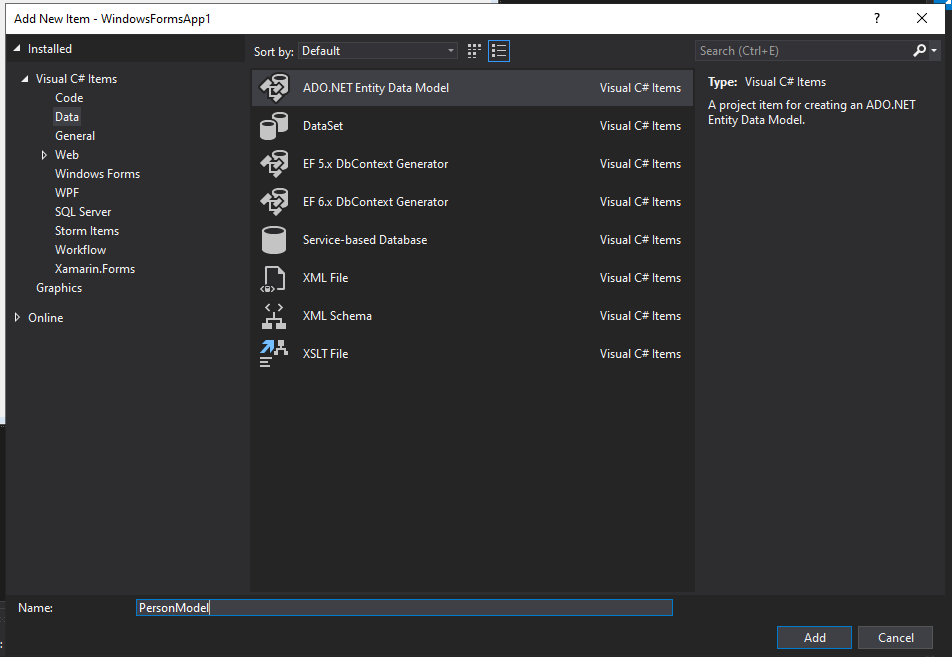 Add New Item - WindowsFormsApp1
?
Installed
Sort by: Default
Search (Ctrl+E)
Visual C# Items
Code
Data
General
Web
Windows Forms
WPF
SQL Server
Storm Items
Workflow
Xamarin.Forms
Graphics
Online
ADO.NET Entity Data Model Visual C# Items
DataSet Visual C# Items
EF 5.x DbContext Generator Visual C# Items
EF 6.x DbContext Generator Visual C# Items
Service-based Database Visual C# Items
XML File Visual C# Items
XML Schema Visual C# Items
XSLT File Visual C# Items
Type: Visual C# Items
A project item for creating an ADO.NET
Entity Data Model.
Name: PersonModel
Add Cancel